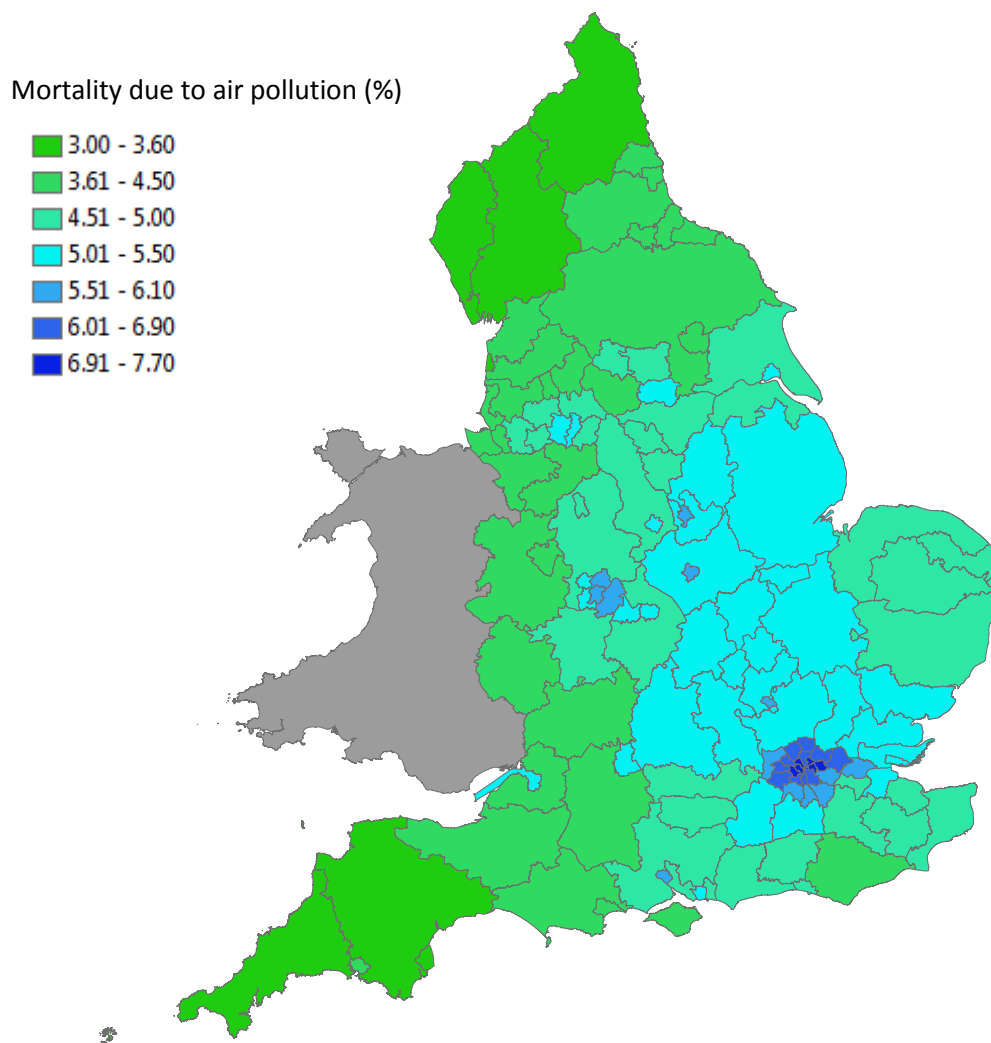 Mortality due to air pollution (%)
3.00 - 3.60
3.61 - 4.50
4.51 - 5.00
5.01 - 5.50
5.51 - 6.10
6.01 - 6.90
6.91 - 7.70